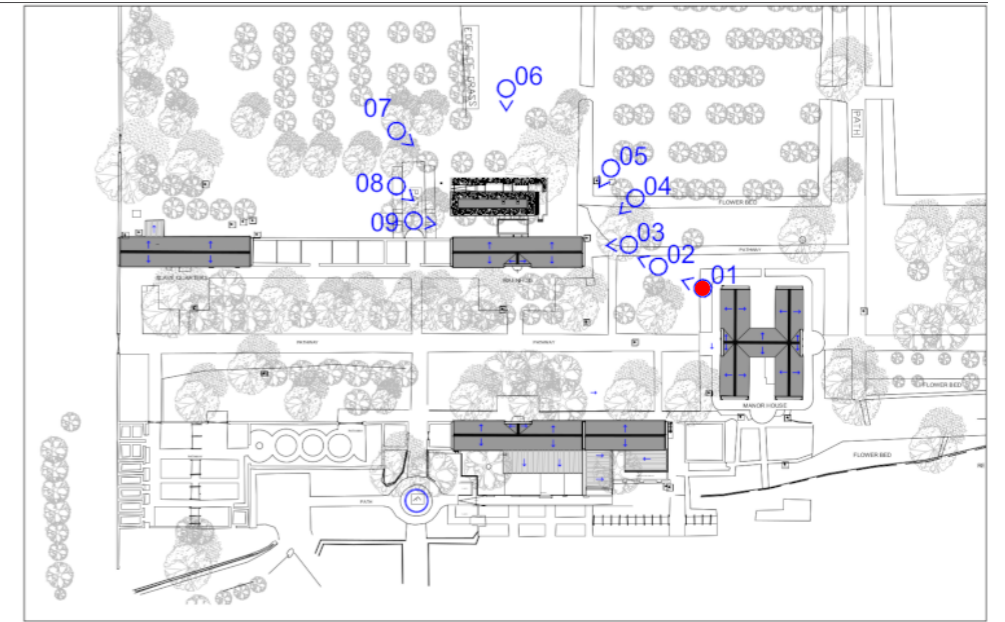 EDGE OF GRASS
06
07
PATH
05
08
04
FLOWER BED
09
03
PATHWAY
02
SLAVE QUARTERS
01
PATHWAY
PATHWAY
FLOWER BED
MANOR HOUSE
FLOWER BED
PATH